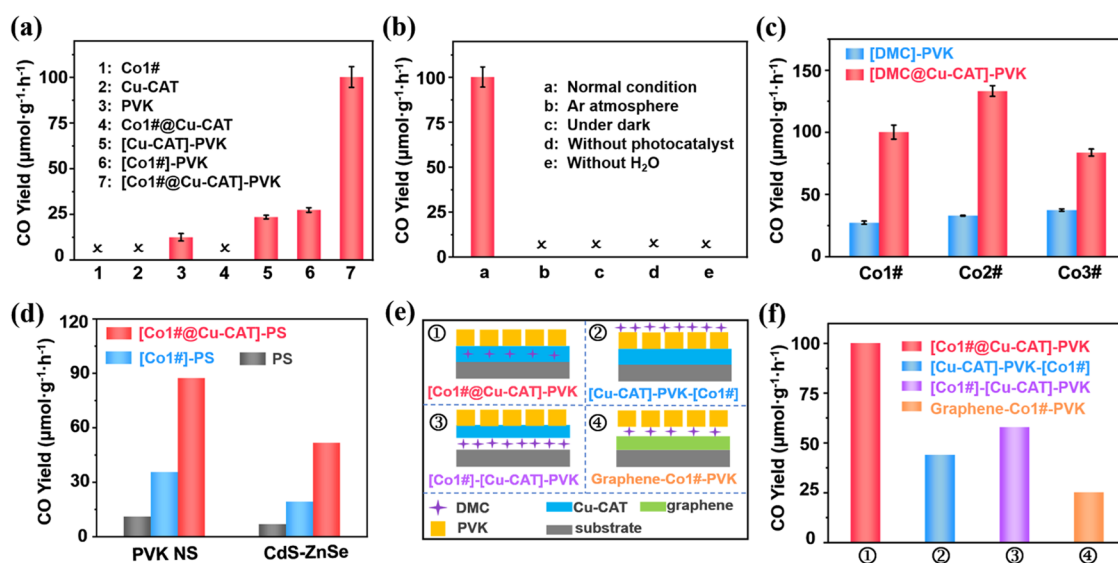 (a)
CO Yield (μmol·g⁻¹·h⁻¹)
100
75
50
25
0
1: Co1#
2: Cu-CAT
3: PVK
4: Co1#@Cu-CAT
5: [Cu-CAT]-PVK
6: [Co1#]-PVK
7: [Co1#@Cu-CAT]-PVK
1 2 3 4 5 6 7
(b)
CO Yield (μmol·g⁻¹·h⁻¹)
100
75
50
25
0
a: Normal condition
b: Ar atmosphere
c: Under dark
d: Without photocatalyst
e: Without H₂O
a b c d e
(c)
CO Yield (μmol·g⁻¹·h⁻¹)
150
100
50
0
[DMC]-PVK
[DMC@Cu-CAT]-PVK
Co1# Co2# Co3#
(d)
CO Yield (μmol·g⁻¹·h⁻¹)
120
90
60
30
0
[Co1#@Cu-CAT]-PS
[Co1#]-PS PS
PVK NS CdS-ZnSe
(e)
① ②
[Co1#@Cu-CAT]-PVK [Cu-CAT]-PVK-[Co1#]
③ ④
[Co1#]-[Cu-CAT]-PVK Graphene-Co1#-PVK
DMC Cu-CAT graphene
PVK substrate
(f)
CO Yield (μmol·g⁻¹·h⁻¹)
100
75
50
25
0
[Co1#@Cu-CAT]-PVK
[Cu-CAT]-PVK-[Co1#]
[Co1#]-[Cu-CAT]-PVK
Graphene-Co1#-PVK
① ② ③ ④